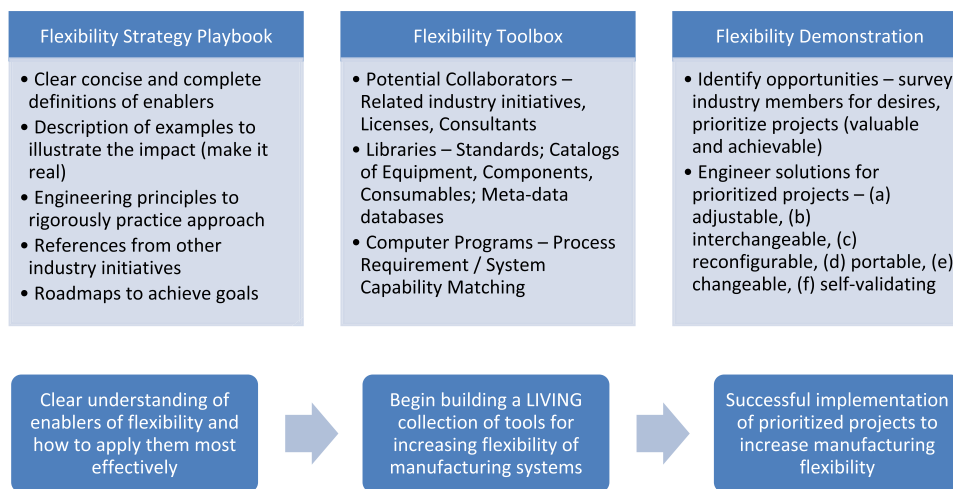 Flexibility Strategy Playbook
• Clear concise and complete
definitions of enablers
• Description of examples to
illustrate the impact (make it
real)
• Engineering principles to
rigorously practice approach
• References from other
industry initiatives
• Roadmaps to achieve goals
Flexibility Toolbox
• Potential Collaborators –
Related industry initiatives,
Licenses, Consultants
• Libraries – Standards; Catalogs
of Equipment, Components,
Consumables; Meta-data
databases
• Computer Programs – Process
Requirement / System
Capability Matching
Flexibility Demonstration
• Identify opportunities – survey
industry members for desires,
prioritize projects (valuable
and achievable)
• Engineer solutions for
prioritized projects – (a)
adjustable, (b)
interchangeable, (c)
reconfigurable, (d) portable, (e)
changeable, (f) self-validating
Clear understanding of
enablers of flexibility and
how to apply them most
effectively
Begin building a LIVING
collection of tools for
increasing flexibility of
manufacturing systems
Successful implementation
of prioritized projects to
increase manufacturing
flexibility